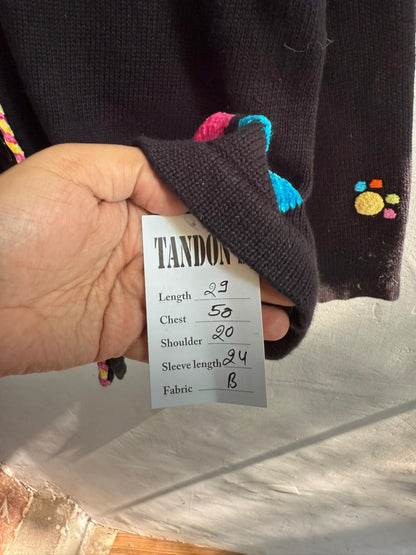 TANDON
Length 29
Chest 50
Shoulder 20
Sleeve length 24
Fabric B